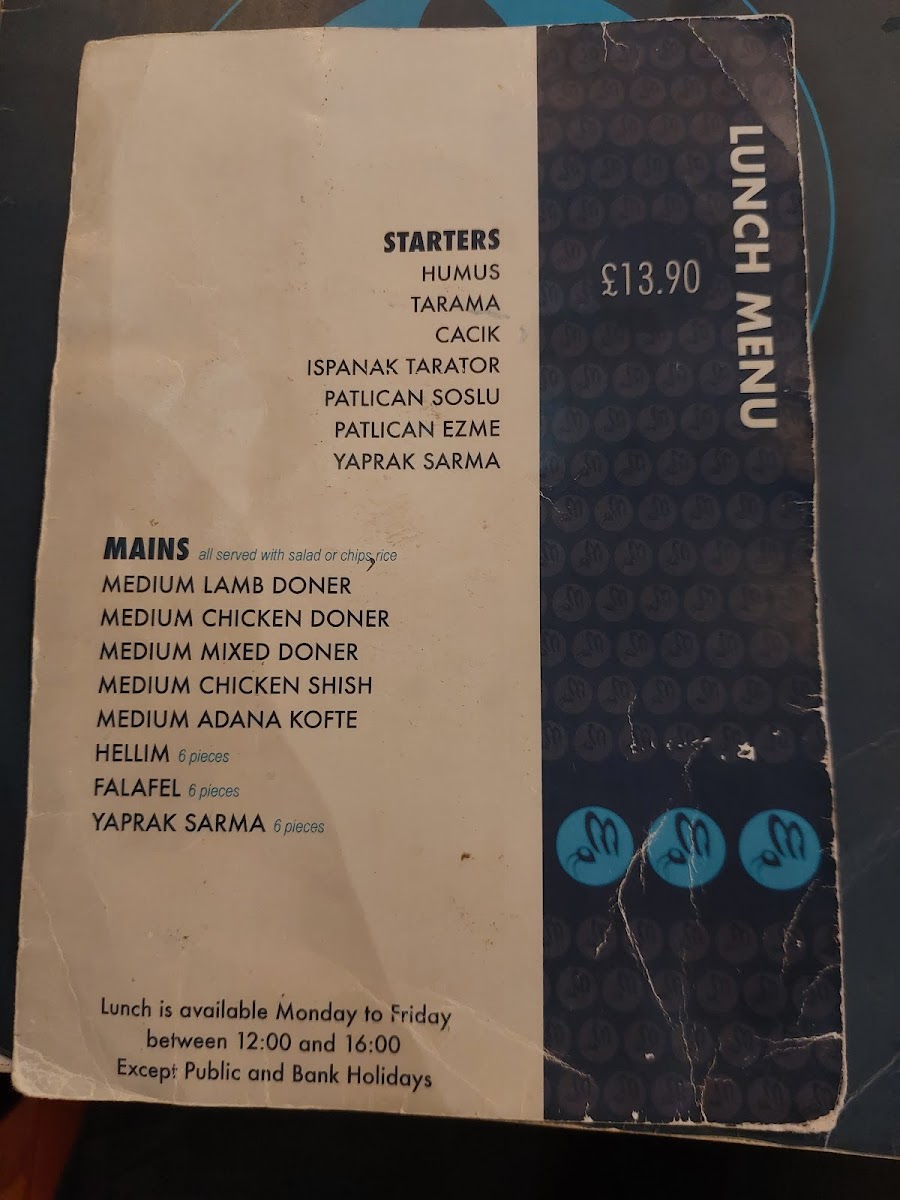 LUNCH MENU
£13.90
STARTERS
HUMUS
TARAMA
CACIK
ISPANAK TARATOR
PATLICAN SOSLU
PATLICAN EZME
YAPRAK SARMA
MAINS all served with salad or chips, rice
MEDIUM LAMB DONER
MEDIUM CHICKEN DONER
MEDIUM MIXED DONER
MEDIUM CHICKEN SHISH
MEDIUM ADANA KOFTE
HELLIM 6 pieces
FALAFEL 6 pieces
YAPRAK SARMA 6 pieces
Lunch is available Monday to Friday
between 12:00 and 16:00
Except Public and Bank Holidays